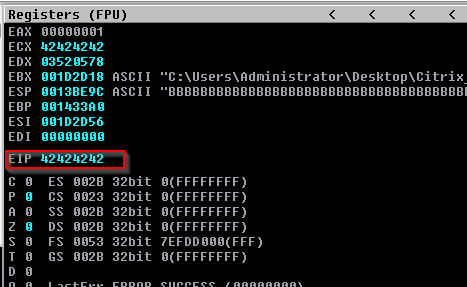 Registers (FPU) < < < <
EAX 00000001
ECX 42424242
EDX 03520578
EBX 001D2D18 ASCII "C:\Users\Administrator\Desktop\Citrix_
ESP 0013BE9C ASCII "BBBBBBBBBBBBBBBBBBBBBBBBBBBBBBBBBBBBBB
EBP 001433A0
ESI 001D2D56
EDI 00000000
EIP 42424242
C 0 ES 002B 32bit 0(FFFFFFFF)
P 0 CS 0023 32bit 0(FFFFFFFF)
A 0 SS 002B 32bit 0(FFFFFFFF)
Z 0 DS 002B 32bit 0(FFFFFFFF)
S 0 FS 0053 32bit 7EFDD000(FFF)
T 0 GS 002B 32bit 0(FFFFFFFF)
D 0
O 0 LastErr ERROR_SUCCESS (00000000)